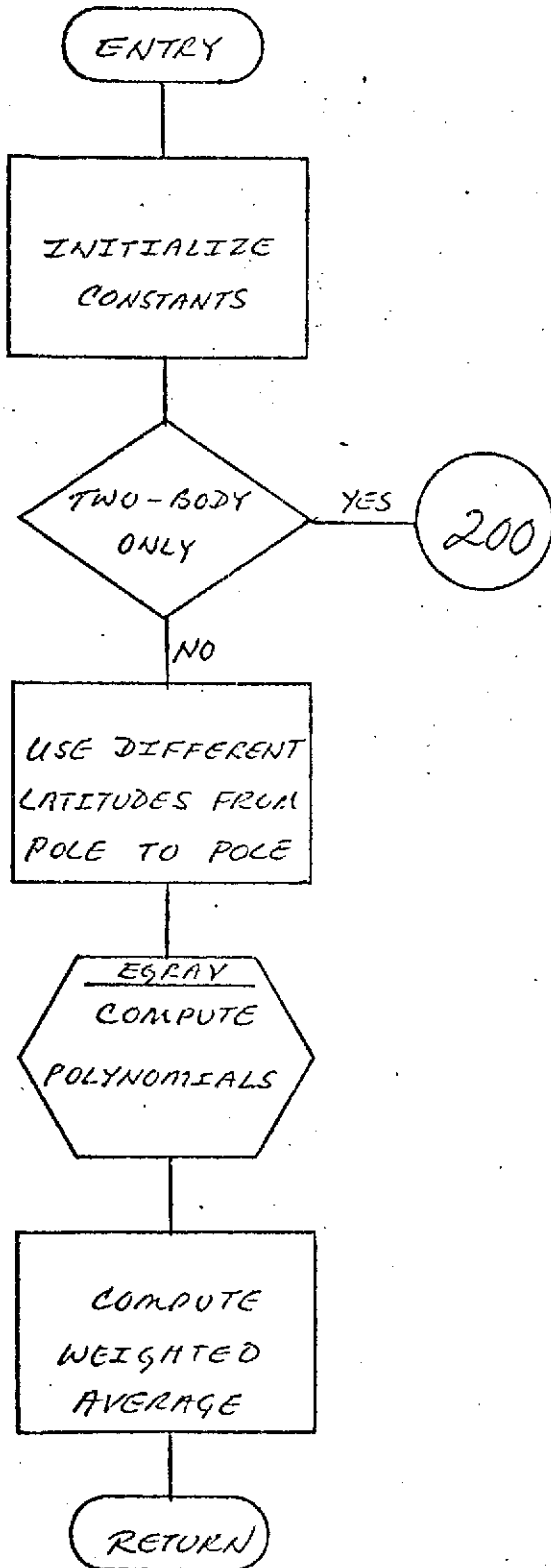 ENTRY
INITIALIZE
CONSTANTS
TWO-BODY
ONLY
YES
200
NO
USE DIFFERENT
LATITUDES FROM
POLE TO POLE
EGRAV
COMPUTE
POLYNOMIALS
COMPUTE
WEIGHTED
AVERAGE
RETURN